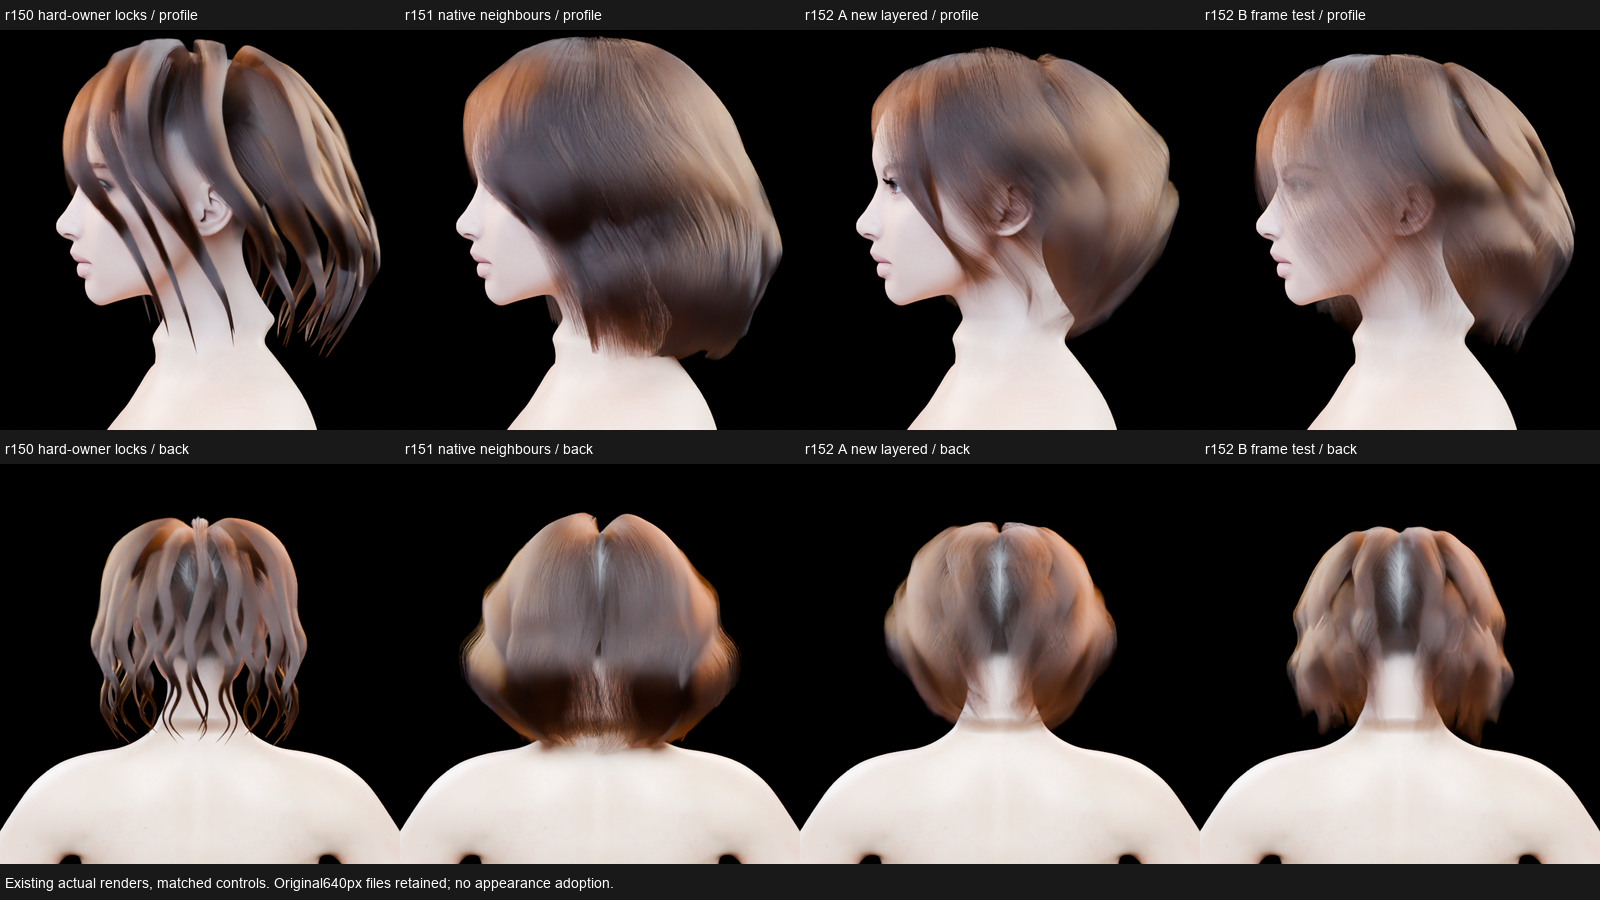 r150 hard-owner locks / profile
r151 native neighbours / profile
r152 A new layered / profile
r152 B frame test / profile
r150 hard-owner locks / back
r151 native neighbours / back
r152 A new layered / back
r152 B frame test / back
Existing actual renders, matched controls. Original640px files retained; no appearance adoption.